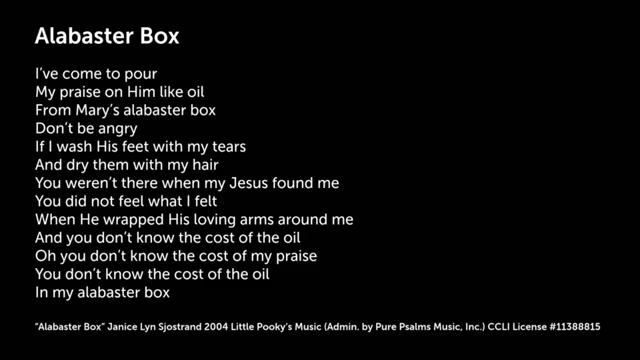 Alabaster Box
I've come to pour
My praise on Him like oil
From Mary's alabaster box
Don't be angry
If I wash His feet with my tears
And dry them with my hair
You weren't there when my Jesus found me
You did not feel what I felt
When He wrapped His loving arms around me
And you don't know the cost of the oil
Oh you don't know the cost of my praise
You don't know the cost of the oil
In my alabaster box
"Alabaster Box" Janice Lyn Sjostrand 2004 Little Pooky's Music (Admin. by Pure Psalms Music, Inc.) CCLI License #11388815